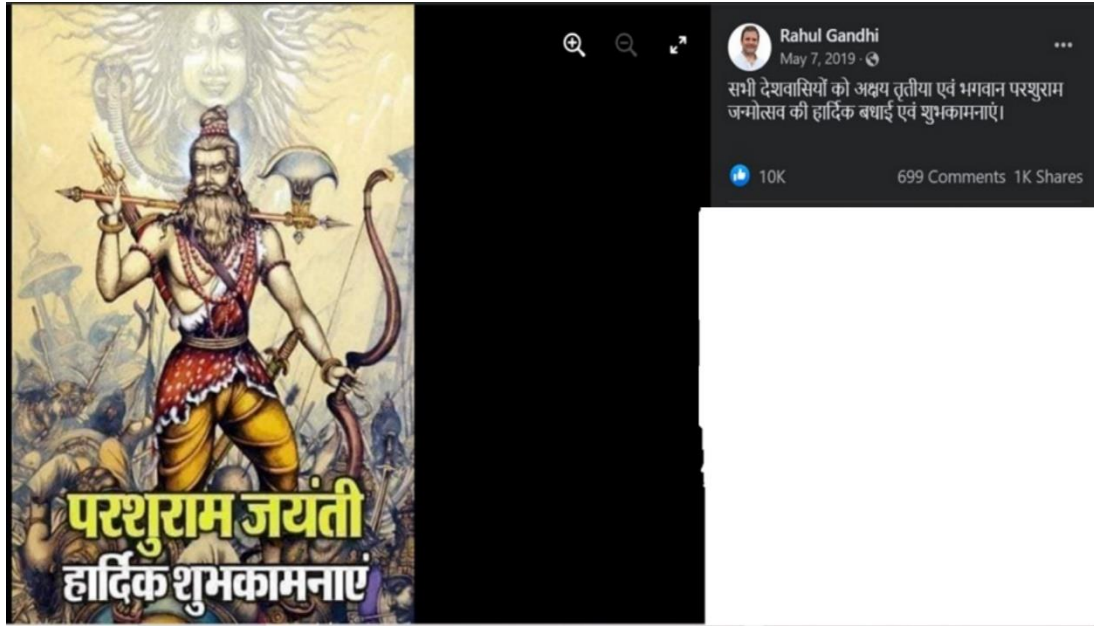 Rahul Gandhi
May 7, 2019 ·
सभी देशवासियों को अक्षय तृतीया एवं भगवान परशुराम
जन्मोत्सव की हार्दिक बधाई एवं शुभकामनाएं।
10K
699 Comments 1K Shares
परशुराम जयंती
हार्दिक शुभकामनाएं